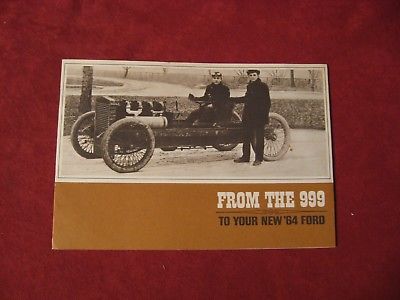 FROM THE 999
TO YOUR NEW '64 FORD